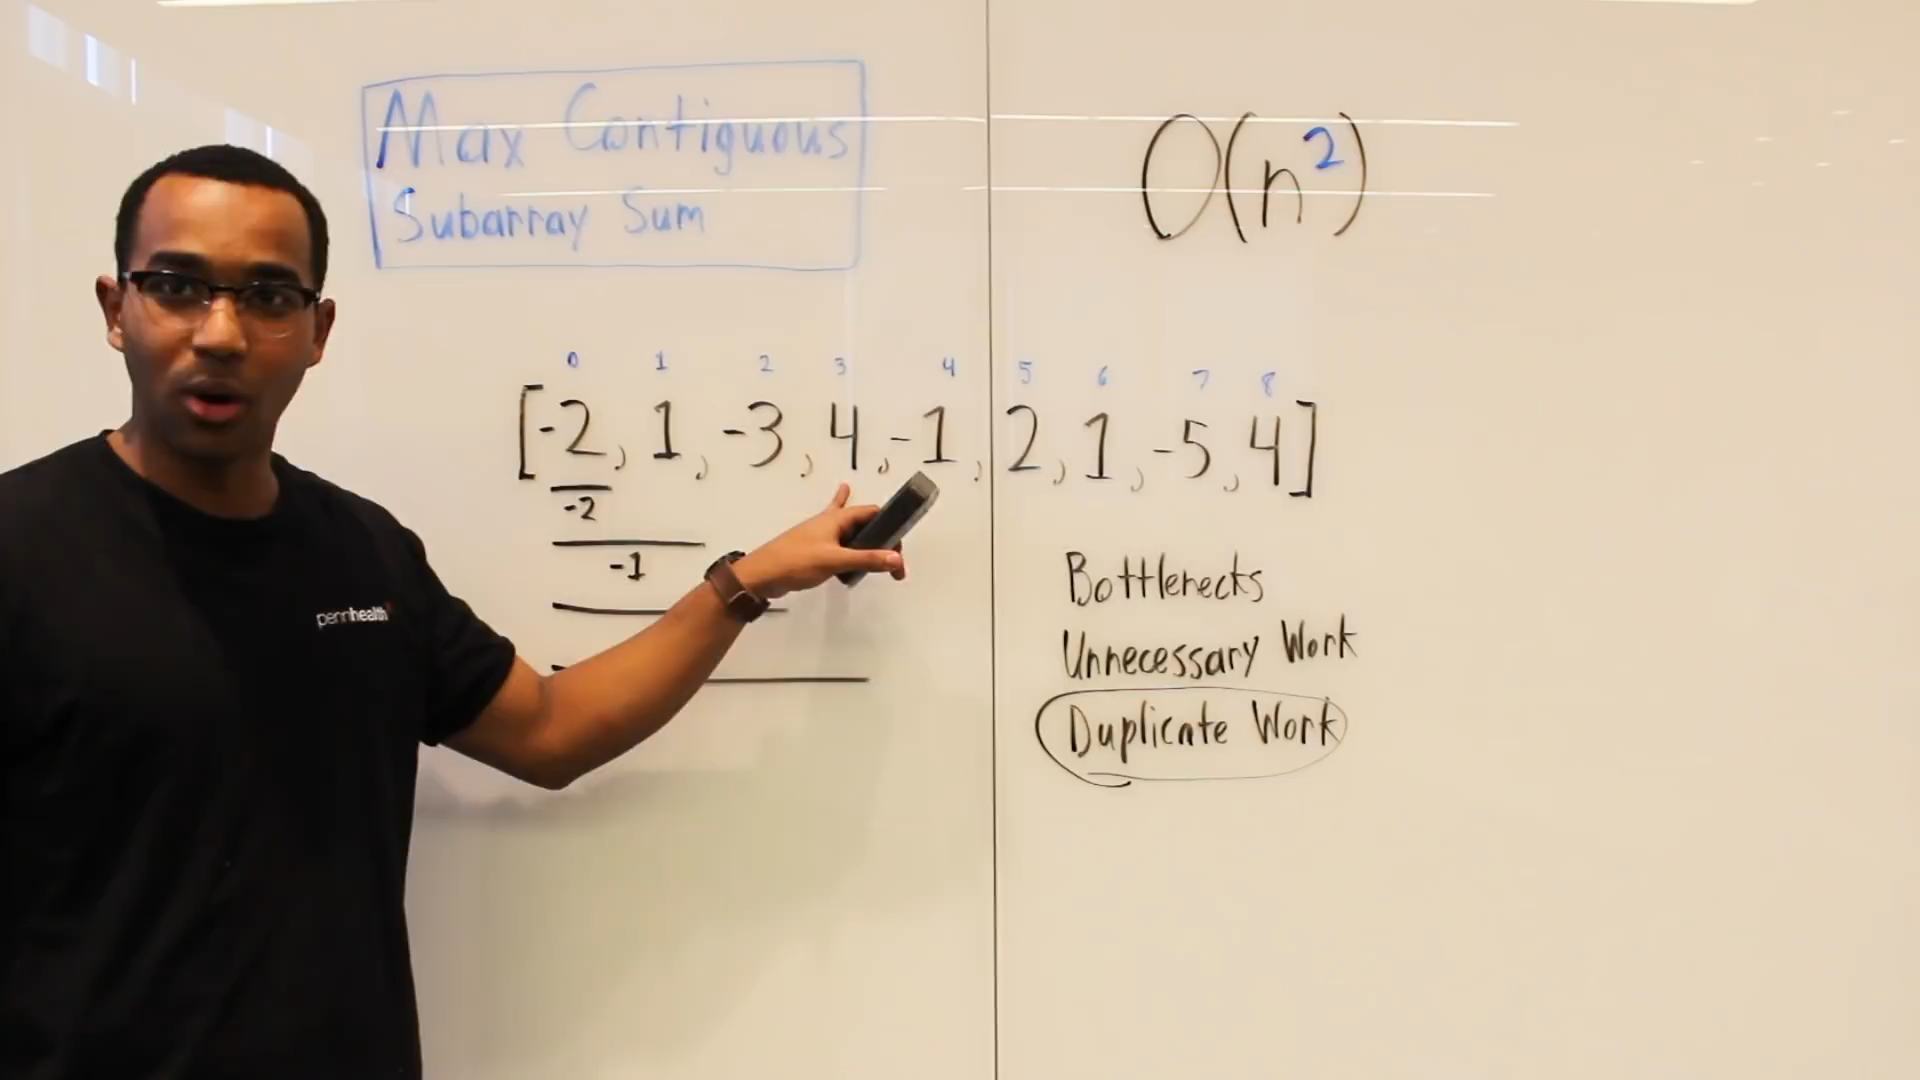 Max Contiguous
Subarray Sum
O(n²)
0 1 2 3 4 5 6 7 8
[-2, 1, -3, 4, -1, 2, 1, -5, 4]
-2
-1
Bottlenecks
Unnecessary Work
Duplicate Work
pennhealth